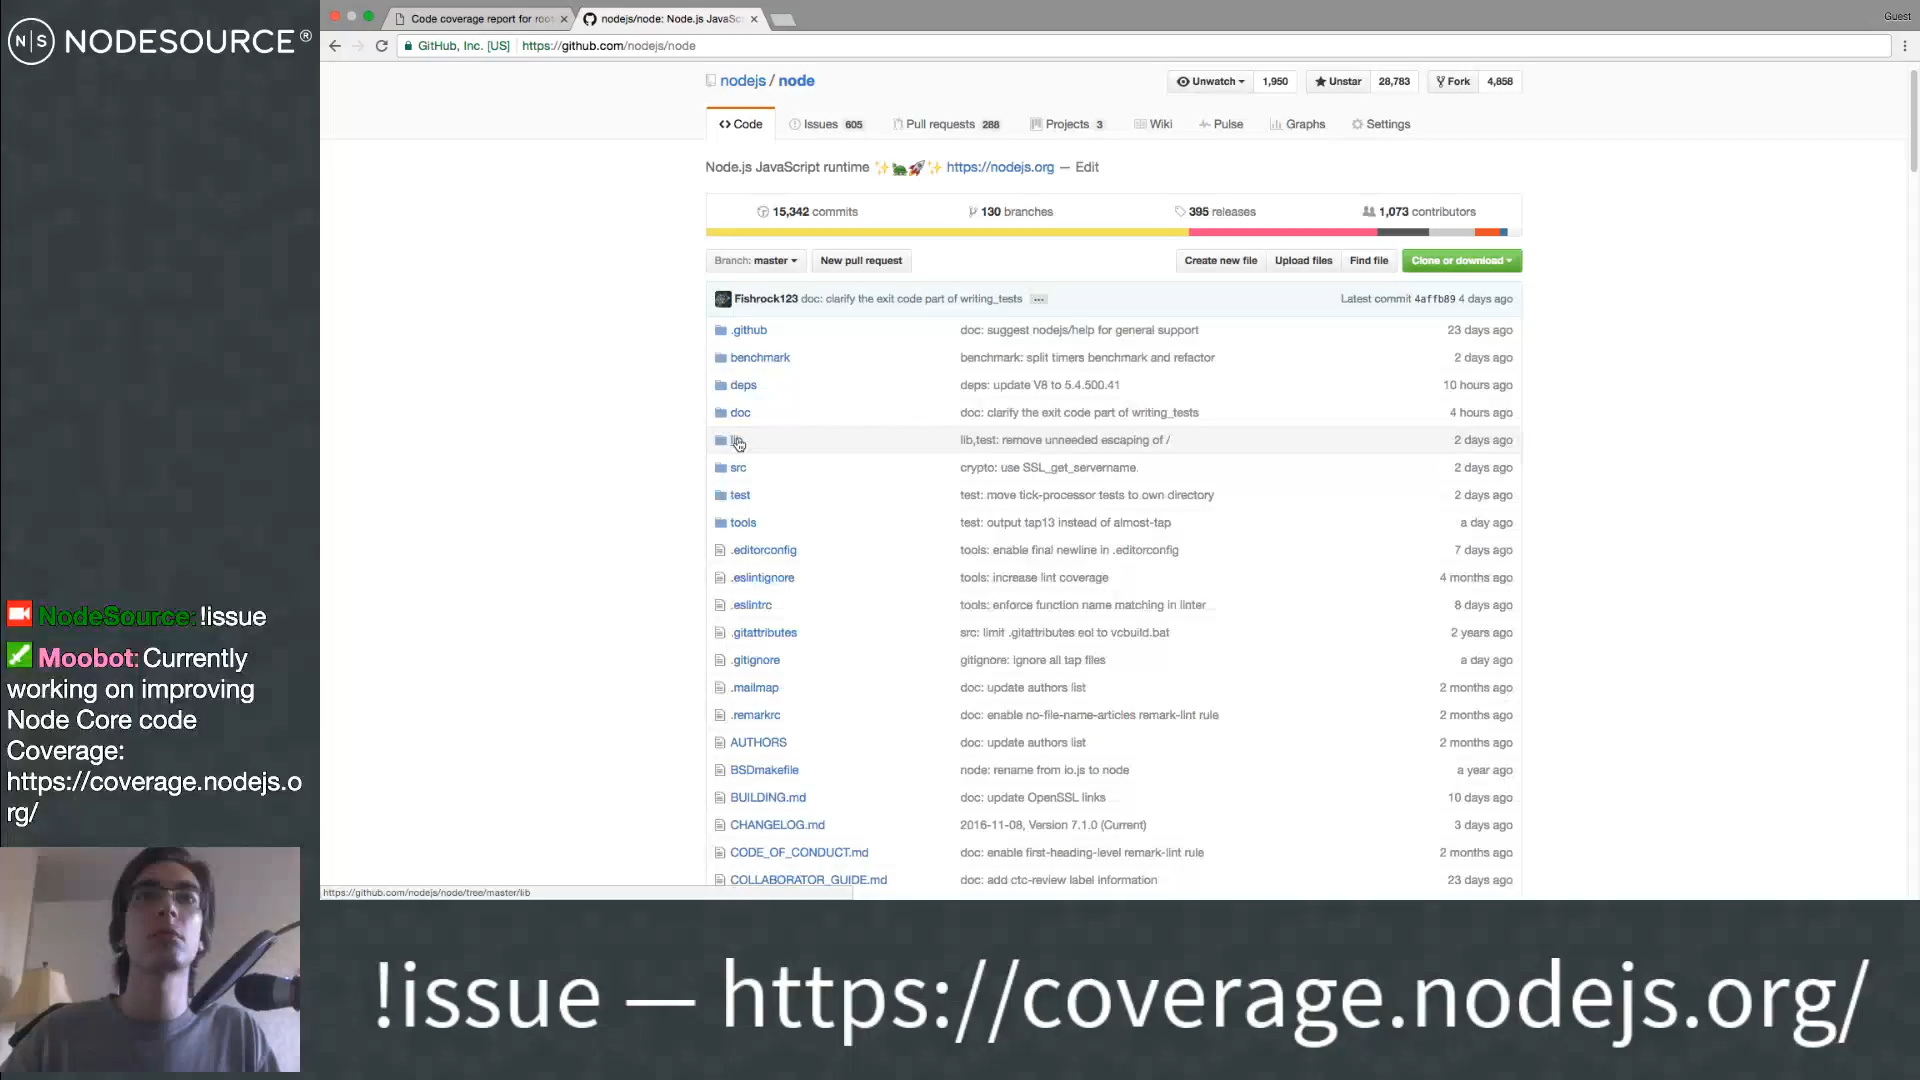 N|S NODESOURCE®
Code coverage report for root
nodejs/node: Node.js JavaSc
Guest
GitHub, Inc. [US] https://github.com/nodejs/node
nodejs / node
Unwatch 1,950 Unstar 28,783 Fork 4,858
Code Issues 605 Pull requests 288 Projects 3 Wiki Pulse Graphs Settings
Node.js JavaScript runtime ✨🐢🚀✨ https://nodejs.org — Edit
15,342 commits 130 branches 395 releases 1,073 contributors
Branch: master New pull request Create new file Upload files Find file Clone or download
Fishrock123 doc: clarify the exit code part of writing_tests ... Latest commit 4affb89 4 days ago
.github doc: suggest nodejs/help for general support 23 days ago
benchmark benchmark: split timers benchmark and refactor 2 days ago
deps deps: update V8 to 5.4.500.41 10 hours ago
doc doc: clarify the exit code part of writing_tests 4 hours ago
lib lib,test: remove unneeded escaping of / 2 days ago
src crypto: use SSL_get_servername. 2 days ago
test test: move tick-processor tests to own directory 2 days ago
tools test: output tap13 instead of almost-tap a day ago
.editorconfig tools: enable final newline in .editorconfig 7 days ago
.eslintignore tools: increase lint coverage 4 months ago
.eslintrc tools: enforce function name matching in linter 8 days ago
.gitattributes src: limit .gitattributes eol to vcbuild.bat 2 years ago
.gitignore gitignore: ignore all tap files a day ago
.mailmap doc: update authors list 2 months ago
.remarkrc doc: enable no-file-name-articles remark-lint rule 2 months ago
AUTHORS doc: update authors list 2 months ago
BSDmakefile node: rename from io.js to node a year ago
BUILDING.md doc: update OpenSSL links 10 days ago
CHANGELOG.md 2016-11-08, Version 7.1.0 (Current) 3 days ago
CODE_OF_CONDUCT.md doc: enable first-heading-level remark-lint rule 2 months ago
COLLABORATOR_GUIDE.md doc: add ctc-review label information 23 days ago
https://github.com/nodejs/node/tree/master/lib
NodeSource: !issue
Moobot: Currently
working on improving
Node Core code
Coverage:
https://coverage.nodejs.o
rg/
!issue — https://coverage.nodejs.org/